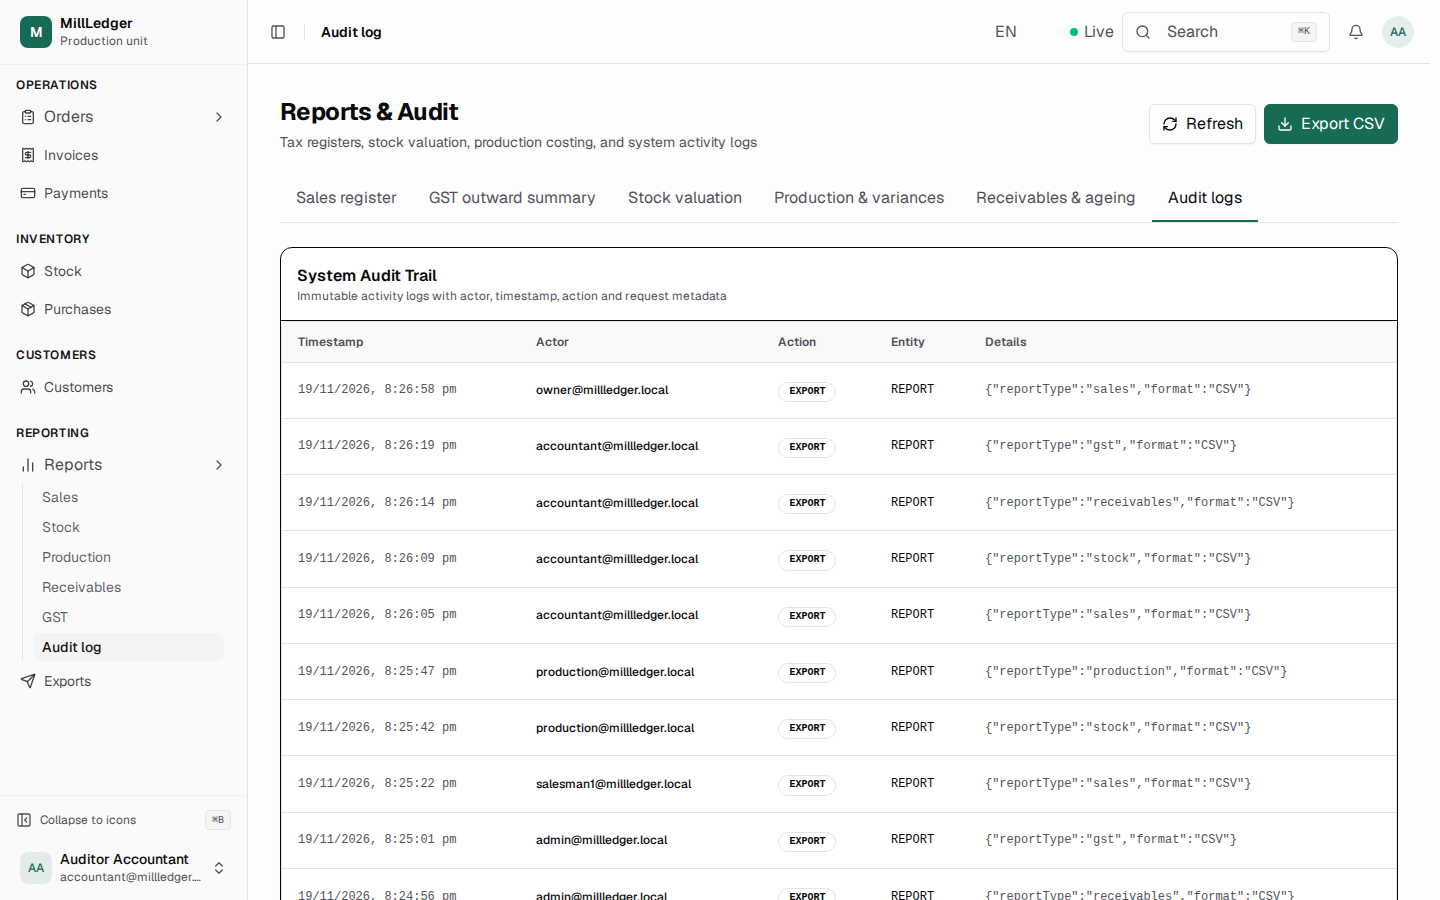 M
MillLedger
Production unit
OPERATIONS
Orders
Invoices
Payments
INVENTORY
Stock
Purchases
CUSTOMERS
Customers
REPORTING
Reports
Sales
Stock
Production
Receivables
GST
Audit log
Exports
Collapse to icons ⌘B
AA
Auditor Accountant
accountant@millledger....
Audit log
EN
Live
Search ⌘K
AA
Reports & Audit
Tax registers, stock valuation, production costing, and system activity logs
Refresh
Export CSV
Sales register GST outward summary Stock valuation Production & variances Receivables & ageing Audit logs
System Audit Trail
Immutable activity logs with actor, timestamp, action and request metadata
Timestamp Actor Action Entity Details
19/11/2026, 8:26:58 pm owner@millledger.local EXPORT REPORT {"reportType":"sales","format":"CSV"}
19/11/2026, 8:26:19 pm accountant@millledger.local EXPORT REPORT {"reportType":"gst","format":"CSV"}
19/11/2026, 8:26:14 pm accountant@millledger.local EXPORT REPORT {"reportType":"receivables","format":"CSV"}
19/11/2026, 8:26:09 pm accountant@millledger.local EXPORT REPORT {"reportType":"stock","format":"CSV"}
19/11/2026, 8:26:05 pm accountant@millledger.local EXPORT REPORT {"reportType":"sales","format":"CSV"}
19/11/2026, 8:25:47 pm production@millledger.local EXPORT REPORT {"reportType":"production","format":"CSV"}
19/11/2026, 8:25:42 pm production@millledger.local EXPORT REPORT {"reportType":"stock","format":"CSV"}
19/11/2026, 8:25:22 pm salesman1@millledger.local EXPORT REPORT {"reportType":"sales","format":"CSV"}
19/11/2026, 8:25:01 pm admin@millledger.local EXPORT REPORT {"reportType":"gst","format":"CSV"}
19/11/2026, 8:24:56 pm admin@millledger.local EXPORT REPORT {"reportType":"receivables","format":"CSV"}